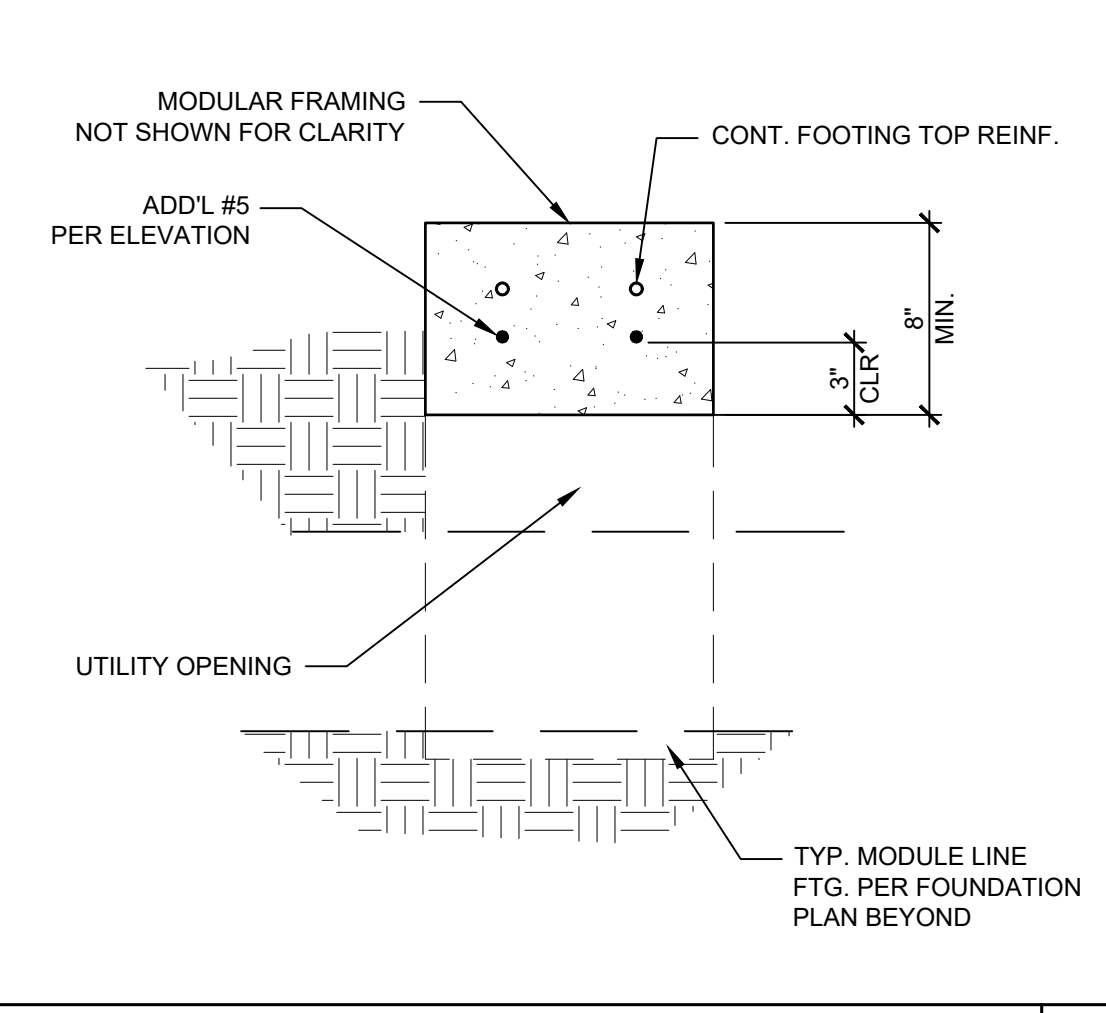 MODULAR FRAMING
NOT SHOWN FOR CLARITY
CONT. FOOTING TOP REINF.
ADD'L #5
PER ELEVATION
8"
MIN.
3"
CLR
UTILITY OPENING
TYP. MODULE LINE
FTG. PER FOUNDATION
PLAN BEYOND